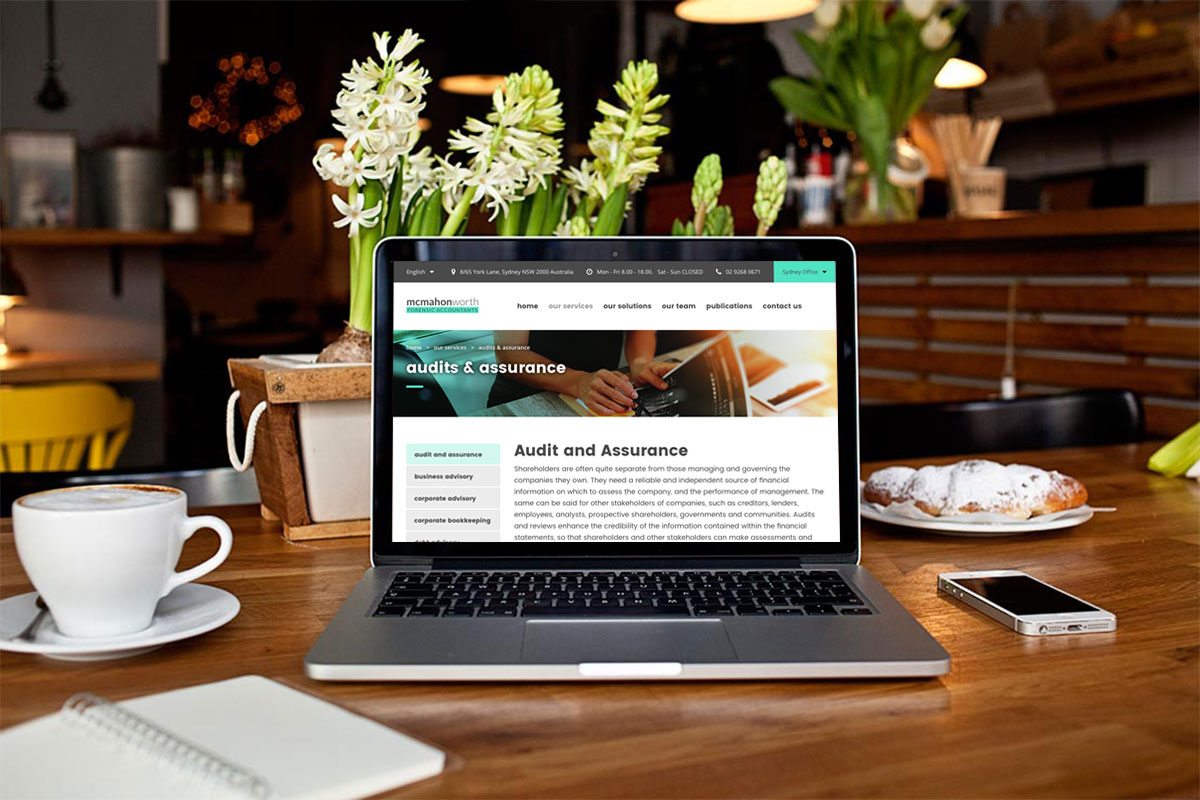 English 8/65 York Lane, Sydney NSW 2000 Australia Mon - Fri 8.00 - 18.00. Sat - Sun CLOSED 02 9268 0671 Sydney Office
mcmahonworth
FORENSIC ACCOUNTANTS
home our services our solutions our team publications contact us
home > our services > audits & assurance
audits & assurance
audit and assurance
business advisory
corporate advisory
corporate bookkeeping
Audit and Assurance
Shareholders are often quite separate from those managing and governing the
companies they own. They need a reliable and independent source of financial
information on which to assess the company, and the performance of management. The
same can be said for other stakeholders of companies, such as creditors, lenders,
employees, analysts, prospective shareholders, governments and communities. Audits
and reviews enhance the credibility of the information contained within the financial
statements, so that shareholders and other stakeholders can make assessments and